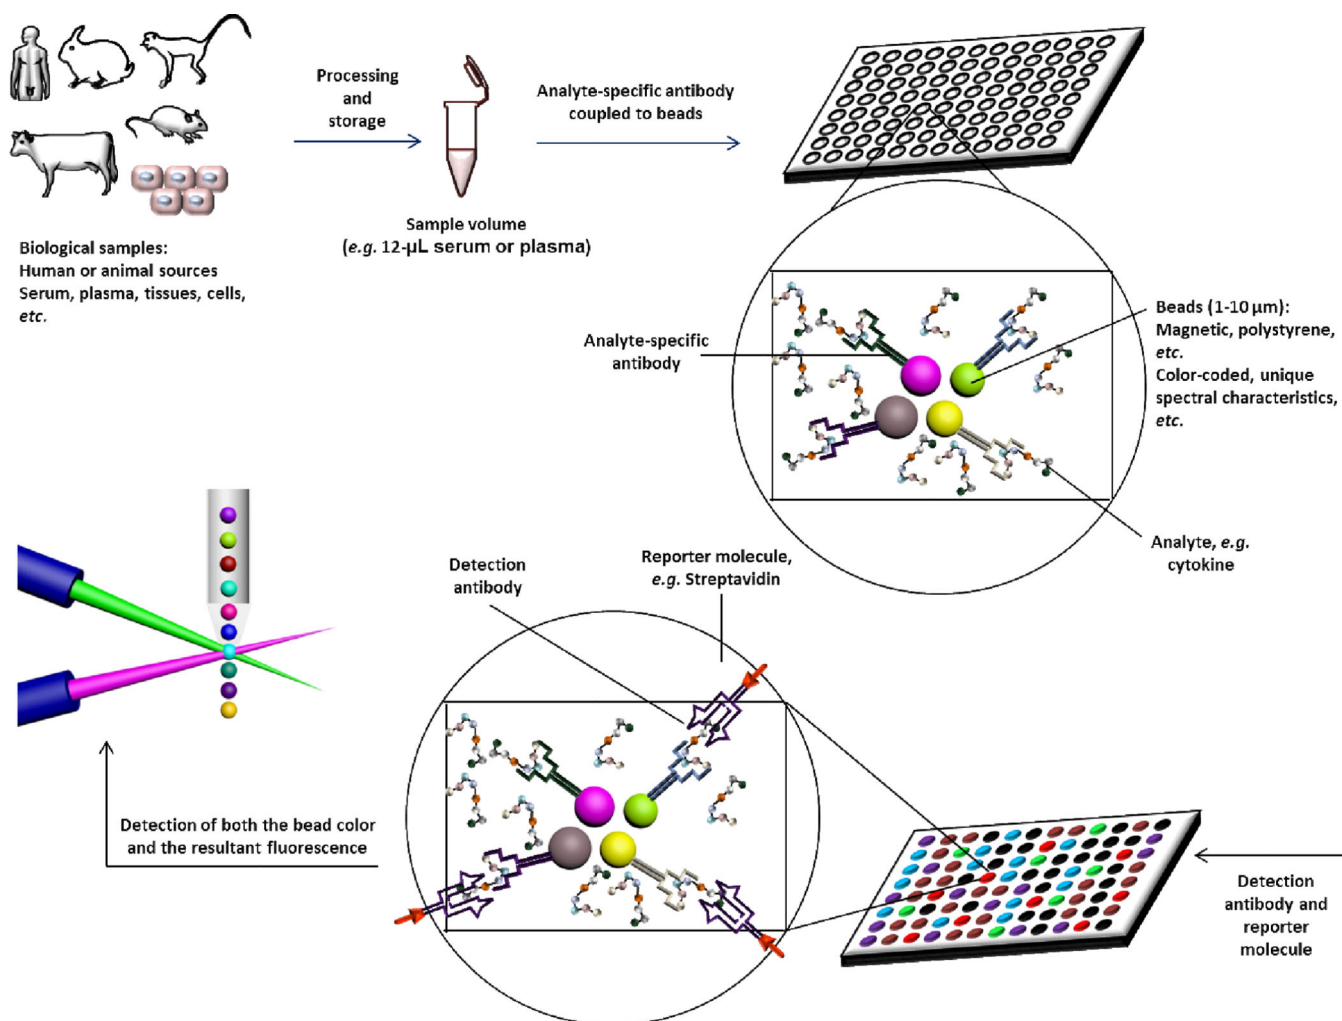 Processing
and
storage
Analyte-specific antibody
coupled to beads
Sample volume
(e.g. 12-µL serum or plasma)
Biological samples:
Human or animal sources
Serum, plasma, tissues, cells,
etc.
Analyte-specific
antibody
Beads (1-10 µm):
Magnetic, polystyrene,
etc.
Color-coded, unique
spectral characteristics,
etc.
Analyte, e.g.
cytokine
Detection
antibody
Reporter molecule,
e.g. Streptavidin
Detection of both the bead color
and the resultant fluorescence
Detection
antibody and
reporter
molecule